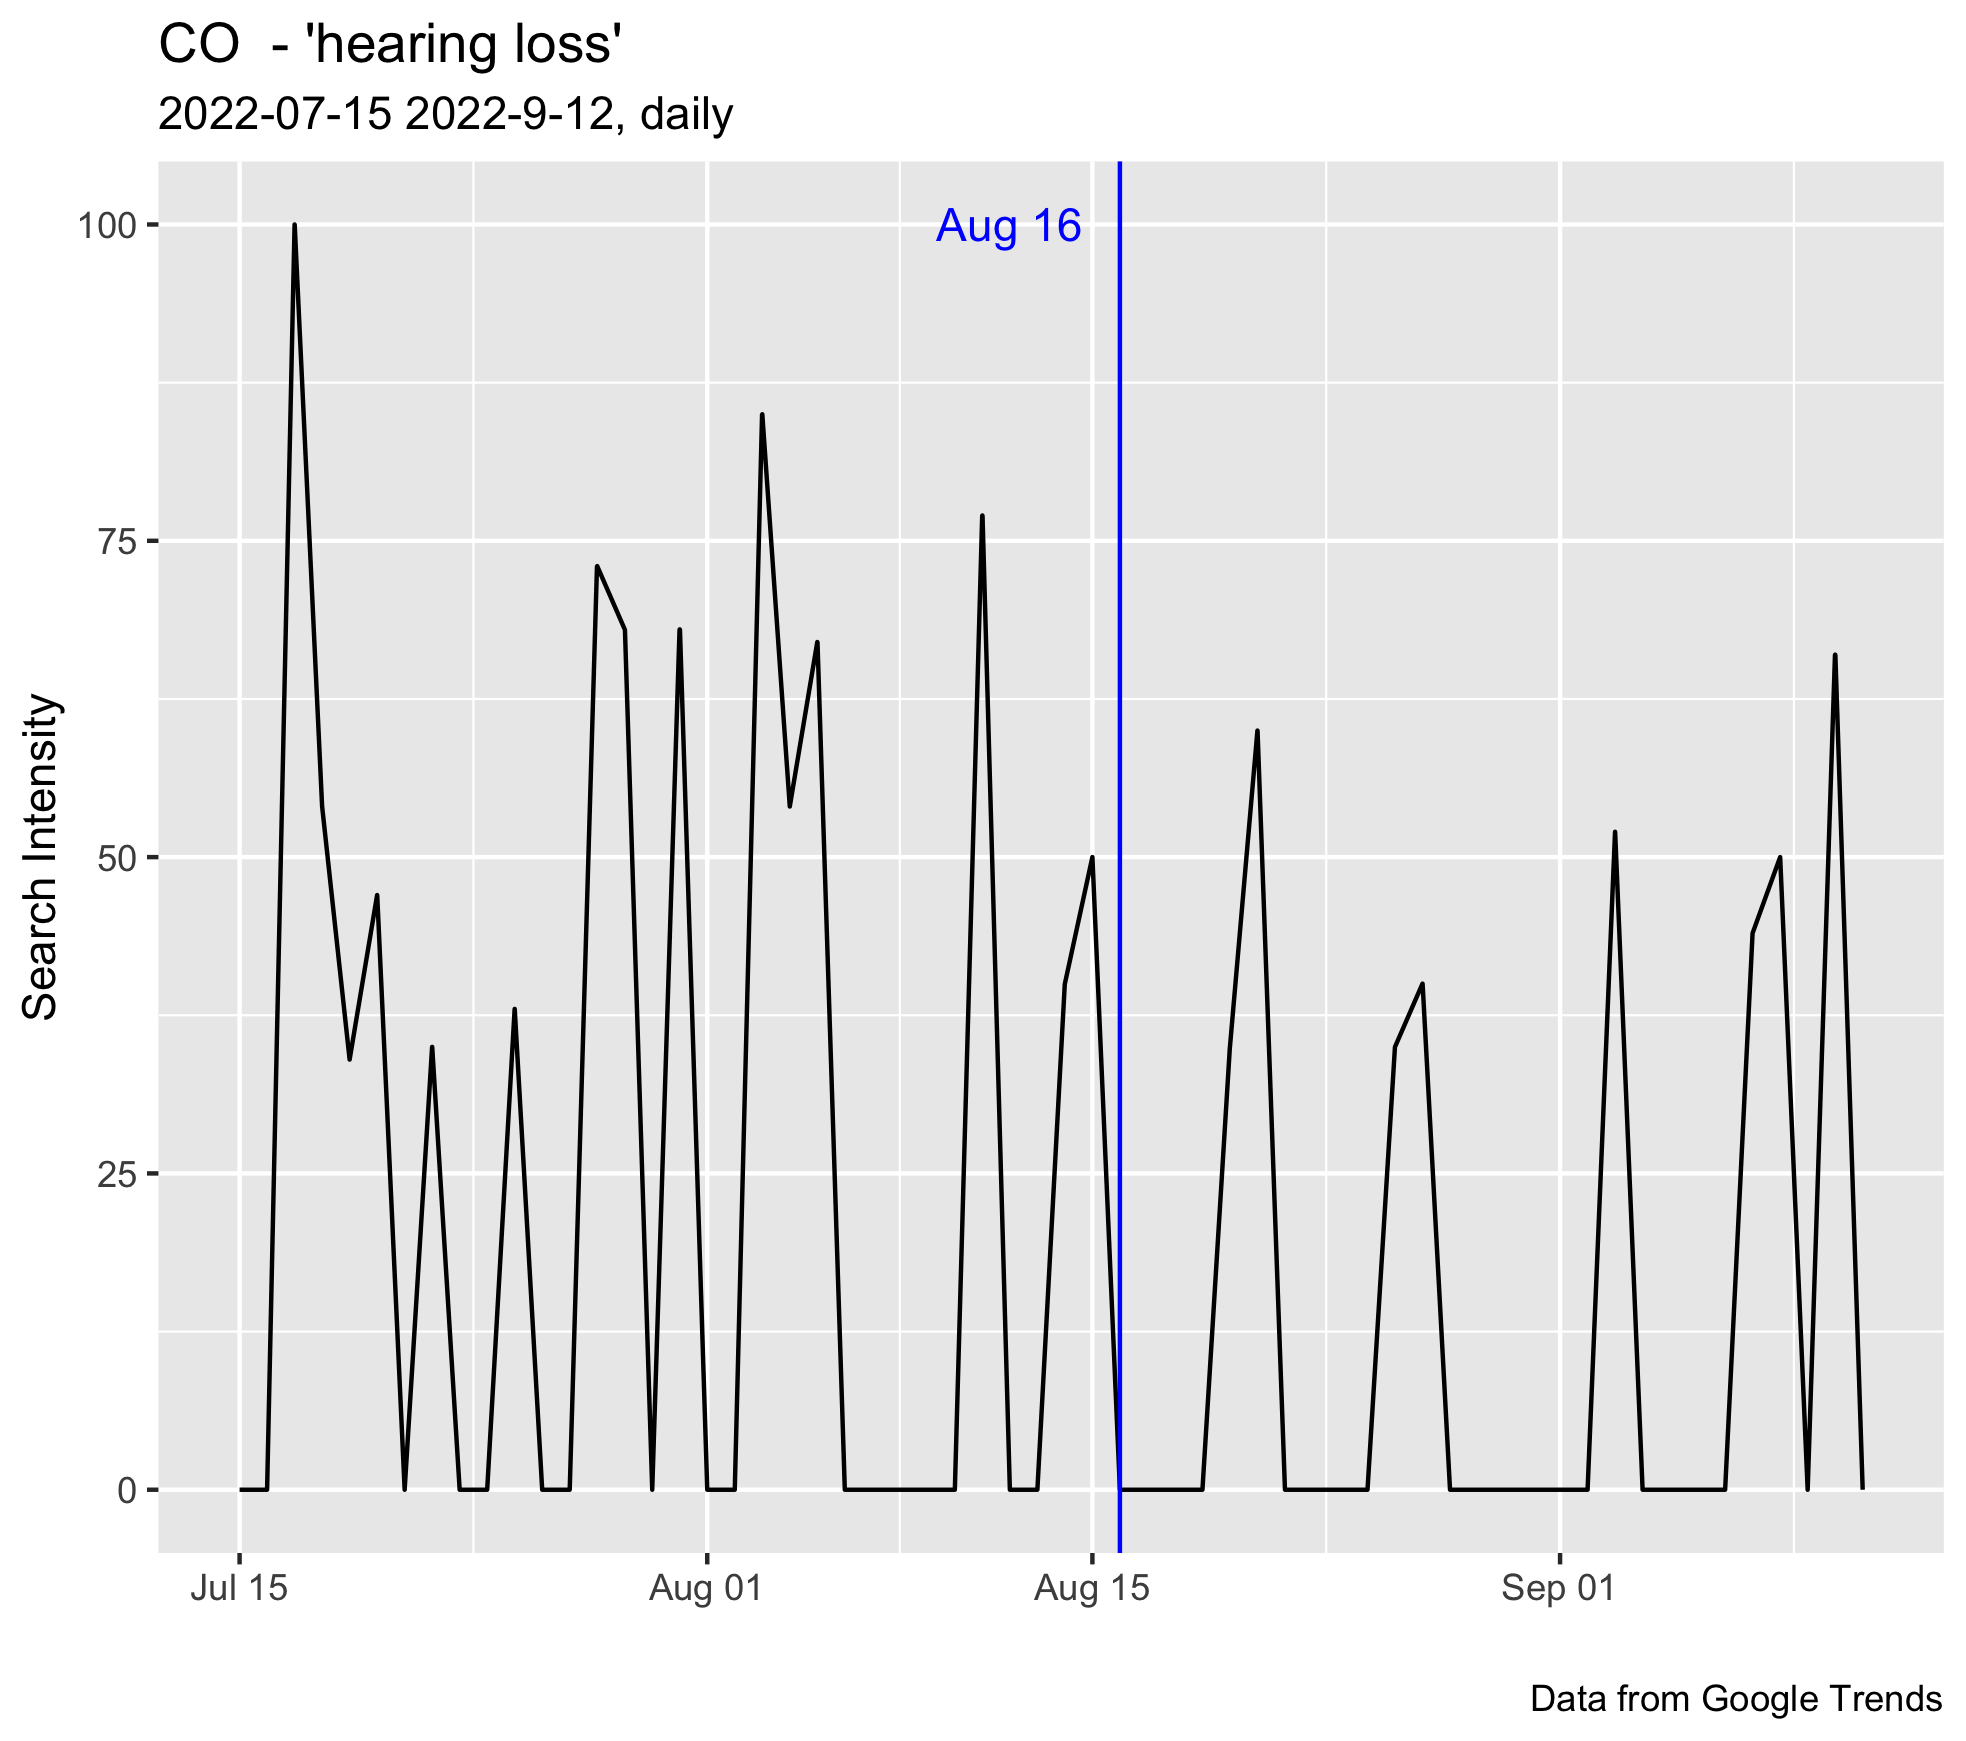 CO  - 'hearing loss'
2022-07-15 2022-9-12, daily
Aug 16
100
75
50
25
0
Search Intensity
Jul 15 Aug 01 Aug 15 Sep 01
Data from Google Trends